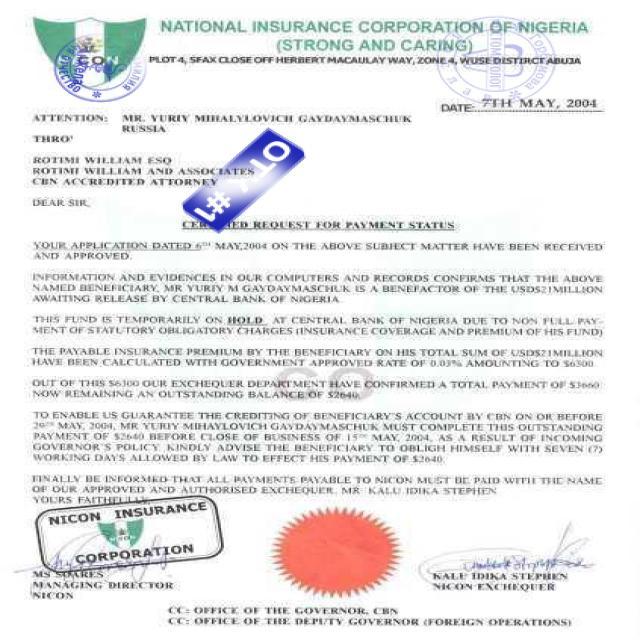 NATIONAL INSURANCE CORPORATION OF NIGERIA
(STRONG AND CARING)
PLOT 4, SFAX CLOSE OFF HERBERT MACAULAY WAY, ZONE 4, WUSE DISTIRCT ABUJA
DATE: 7TH MAY, 2004
ATTENTION: MR. YURIY MIHALYLOVICH GAYDAYMASCHUK
RUSSIA
THRO'
ROTIMI WILLIAM ESQ
ROTIMI WILLIAM AND ASSOCIATES
CBN ACCREDITED ATTORNEY
DEAR SIR,
REQUEST FOR PAYMENT STATUS
YOUR APPLICATION DATED 6TH MAY,2004 ON THE ABOVE SUBJECT MATTER HAVE BEEN RECEIVED
AND APPROVED.
INFORMATION AND EVIDENCES IN OUR COMPUTERS AND RECORDS CONFIRMS THAT THE ABOVE
NAMED BENEFICIARY, MR YURIY M GAYDAYMASCHUK IS A BENEFACTOR OF THE USD$21MILLION
AWAITING RELEASE BY CENTRAL BANK OF NIGERIA.
THIS FUND IS TEMPORARILY ON HOLD AT CENTRAL BANK OF NIGERIA DUE TO NON FULL PAY-
MENT OF STATUTORY OBLIGATORY CHARGES (INSURANCE COVERAGE AND PREMIUM OF HIS FUND)
THE PAYABLE INSURANCE PREMIUM BY THE BENEFICIARY ON HIS TOTAL SUM OF USD$21MILLION
HAVE BEEN CALCULATED WITH GOVERNMENT APPROVED RATE OF 0.03% AMOUNTING TO $6300.
OUT OF THIS $6300 OUR EXCHEQUER DEPARTMENT HAVE CONFIRMED A TOTAL PAYMENT OF $3660
NOW REMAINING AN OUTSTANDING BALANCE OF $2640.
TO ENABLE US GUARANTEE THE CREDITING OF BENEFICIARY'S ACCOUNT BY CBN ON OR BEFORE
29TH MAY, 2004, MR YURIY MIHAYLOVICH GAYDAYMASCHUK MUST COMPLETE THIS OUTSTANDING
PAYMENT OF $2640 BEFORE CLOSE OF BUSINESS OF 15TH MAY, 2004, AS A RESULT OF INCOMING
GOVERNOR'S POLICY. KINDLY ADVISE THE BENEFICIARY TO OBLIGH HIMSELF WITH SEVEN (7)
WORKING DAYS ALLOWED BY LAW TO EFFECT HIS PAYMENT OF $2640.
FINALLY BE INFORMED THAT ALL PAYMENTS PAYABLE TO NICON MUST BE PAID WITH THE NAME
OF OUR APPROVED AND AUTHORISED EXCHEQUER. MR. KALU IDIKA STEPHEN
YOURS FAITHFULLY,
NICON INSURANCE
CORPORATION
MS SOARES
MANAGING DIRECTOR
NICON
KALU IDIKA STEPHEN
NICON EXCHEQUER
CC: OFFICE OF THE GOVERNOR, CBN
CC: OFFICE OF THE DEPUTY GOVERNOR (FOREIGN OPERATIONS)